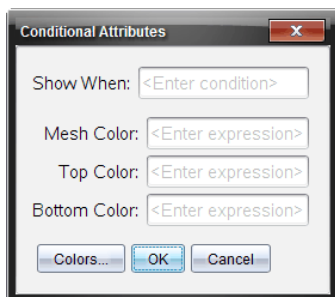 Conditional Attributes
Show When: <Enter condition>
Mesh Color: <Enter expression>
Top Color: <Enter expression>
Bottom Color: <Enter expression>
Colors... OK Cancel